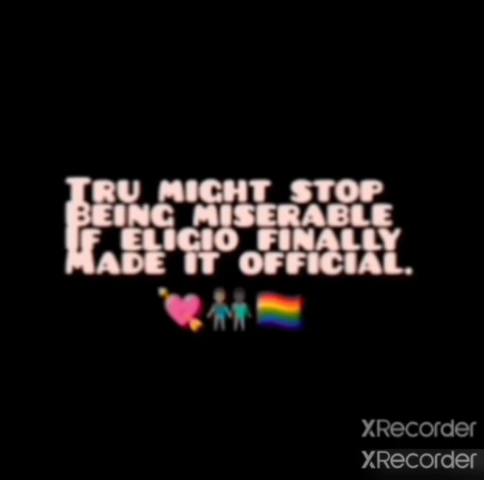 TRU MIGHT STOP
BEING MISERABLE
IF ELIGIO FINALLY
MADE IT OFFICIAL.
💘👬🏳️‍🌈
XRecorder
XRecorder